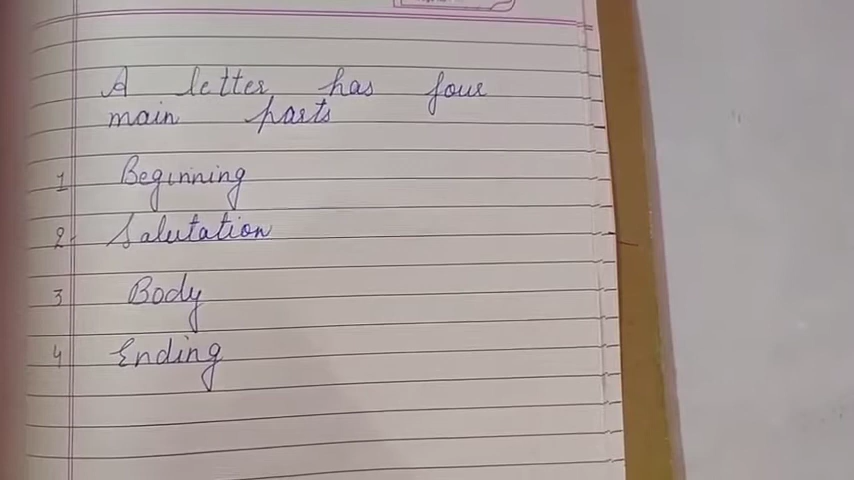 A letter has four
main parts
1 Beginning
2 Salutation
3 Body
4 Ending